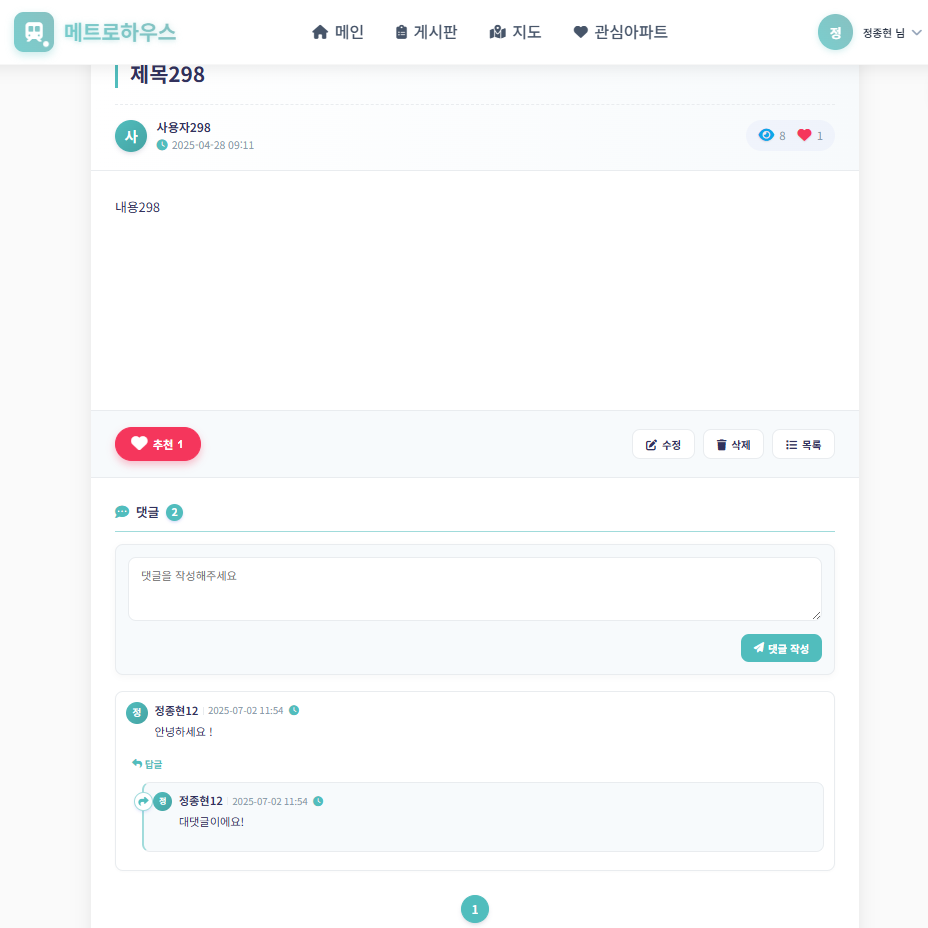 메트로하우스
메인
게시판
지도
관심아파트
정
정종현 님
제목298
사
사용자298
2025-04-28 09:11
8
1
내용298
추천 1
수정
삭제
목록
댓글 2
댓글을 작성해주세요
댓글 작성
정
정종현12
2025-07-02 11:54
안녕하세요 !
답글
정
정종현12
2025-07-02 11:54
대댓글이에요!
1